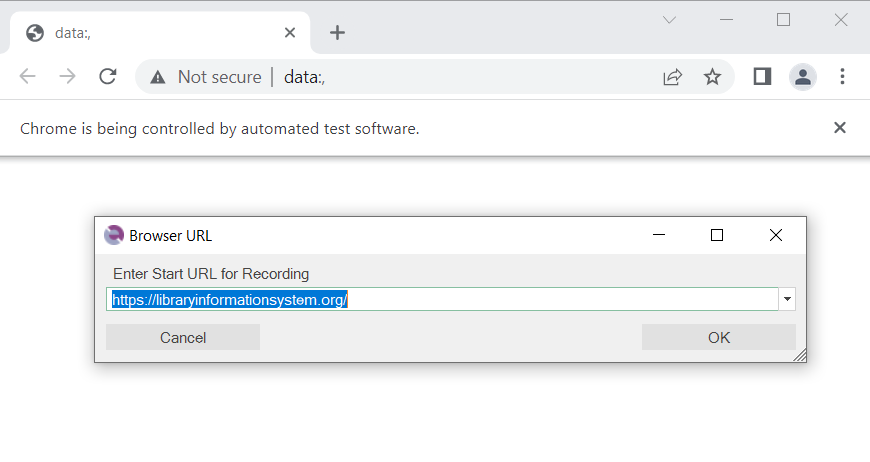 data:,
Not secure | data:,
Chrome is being controlled by automated test software.
Browser URL
Enter Start URL for Recording
https://libraryinformationsystem.org/
Cancel OK